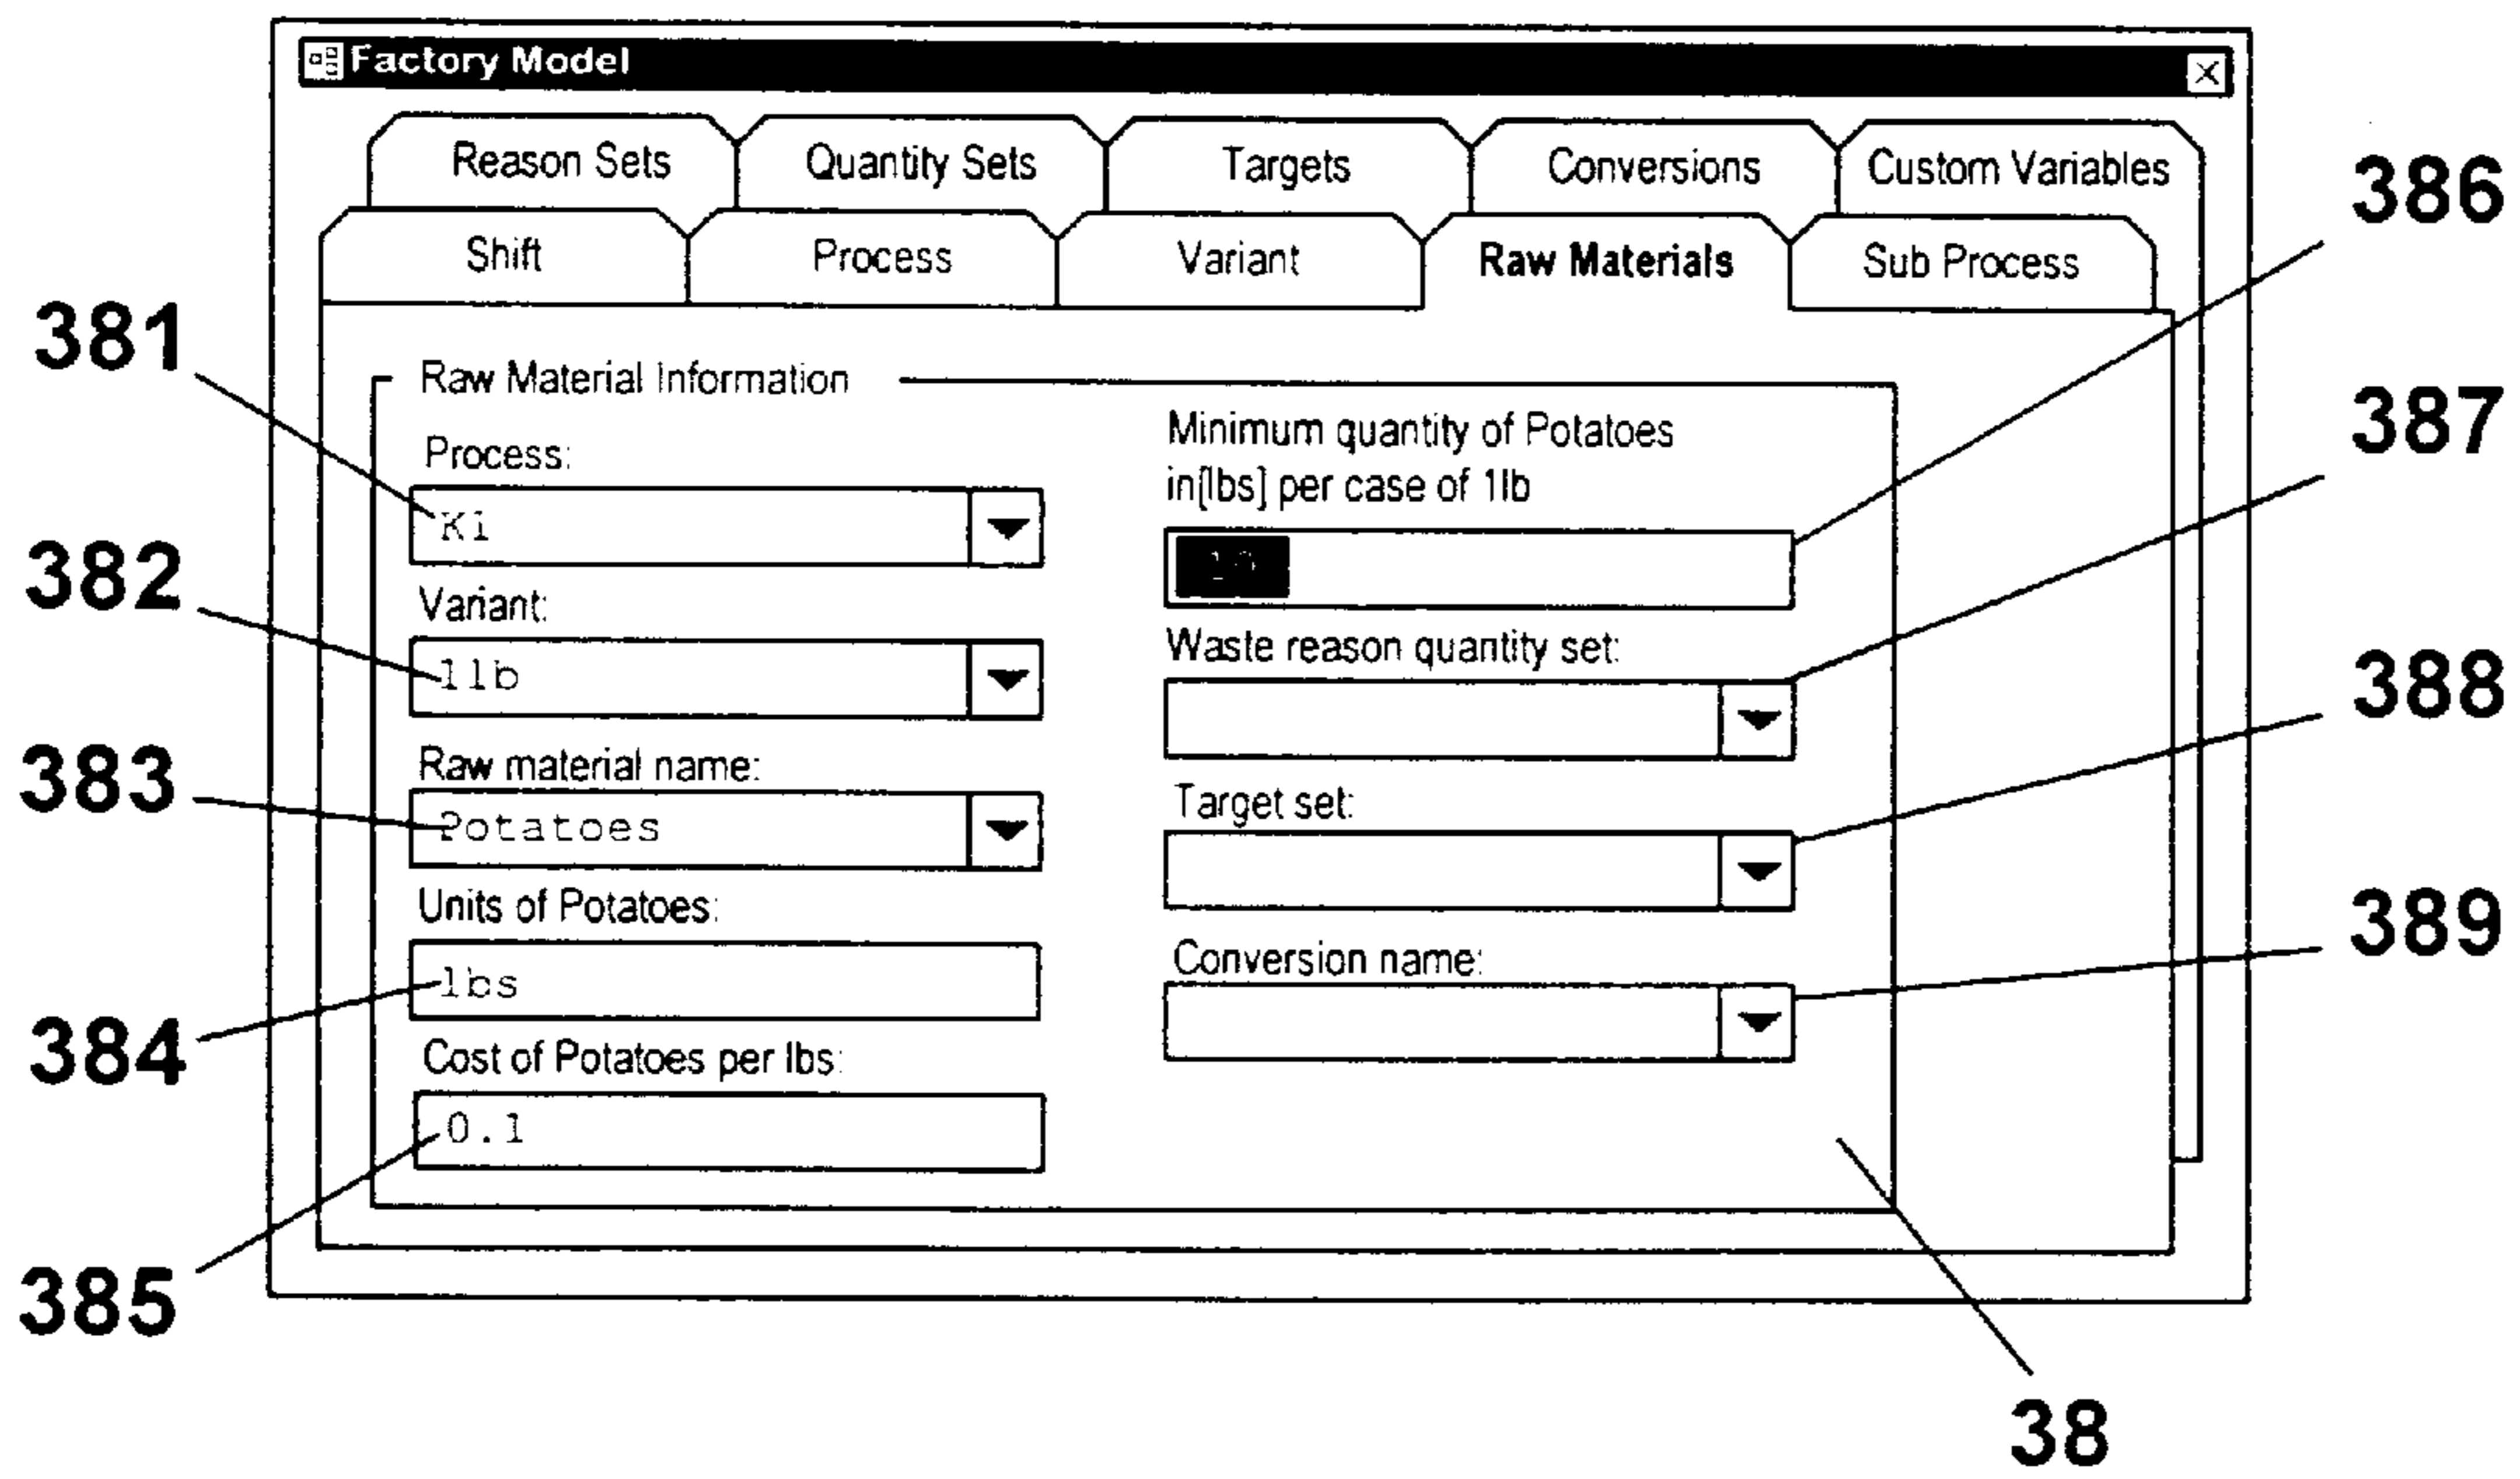 Factory Model
Reason Sets Quantity Sets Targets Conversions Custom Variables
Shift Process Variant Raw Materials Sub Process
Raw Material Information
Process:
K1
Variant:
1lb
Raw material name:
Potatoes
Units of Potatoes:
lbs
Cost of Potatoes per lbs:
0.1
Minimum quantity of Potatoes
in[lbs] per case of 1lb
Waste reason quantity set:
Target set:
Conversion name:
381
382
383
384
385
386
387
388
389
38